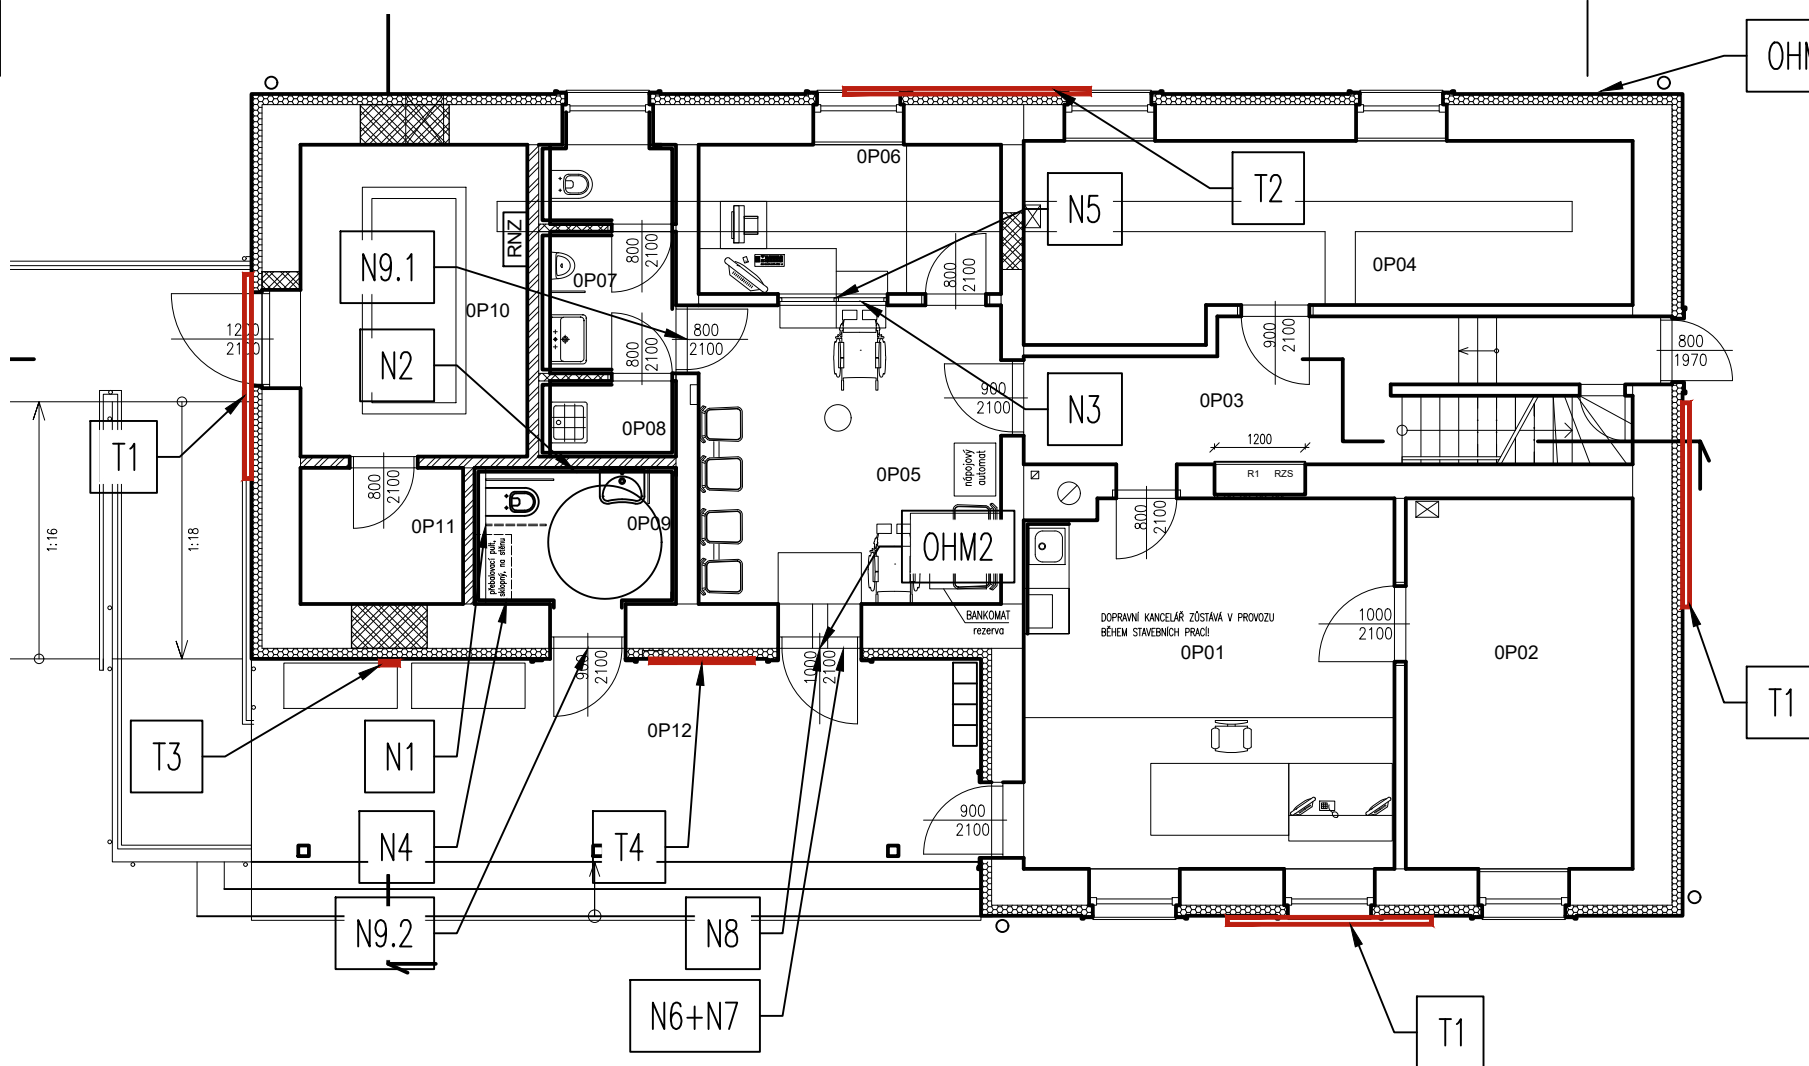 OHM
0P06
T2
N5
RNZ
800
2100
N9.1
0P07
800
2100
0P04
0P10
1200
2100
800
2100
900
2100
800
1970
N2
800
2100
900
2100
N3
0P03
T1
0P08
1200
nápojový
automat
R1
RZS
0P05
800
2100
1:16
1:18
0P11
0P09
přebalovací pult,
sklopný, na stěnu
OHM2
800
2100
BANKOMAT
rezerva
DOPRAVNÍ KANCELÁŘ ZŮSTÁVÁ V PROVOZU
BĚHEM STAVEBNÍCH PRACÍ!
1000
2100
0P01
0P02
900
2100
1000
2100
T1
0P12
T3
N1
900
2100
N4
T4
N9.2
N8
N6+N7
T1